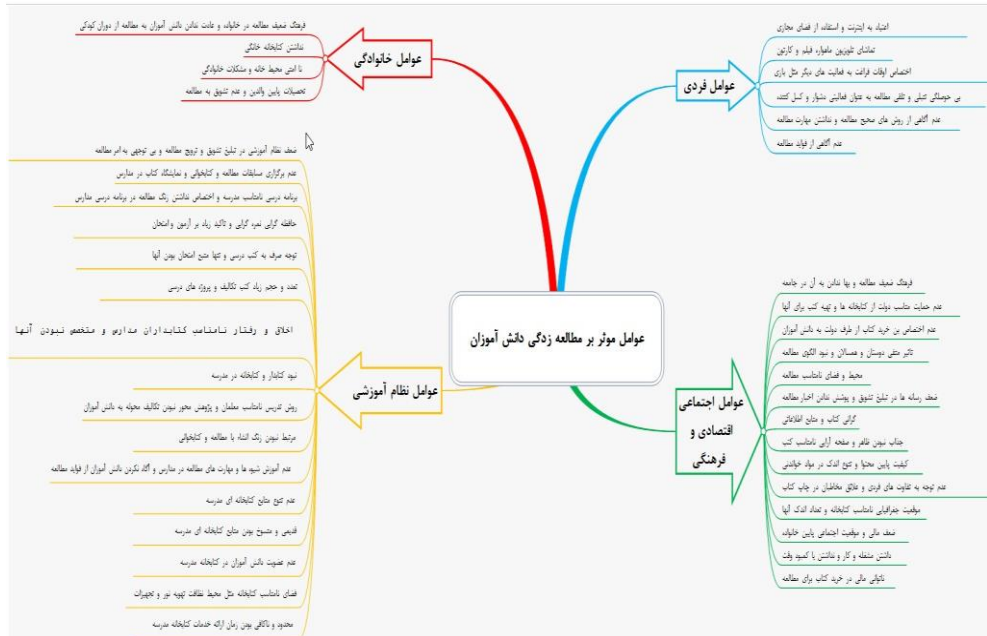 عوامل موثر بر مطالعه زدگی دانش آموزان
عوامل فردی
اعتیاد به اینترنت و استفاده از فضای مجازی
تماشای تلویزیون ماهواره فیلم و کارتون
اختصاص اوقات فراغت به فعالیت های دیگر مثل بازی
بی حوصلگی تنبلی و تلقی مطالعه به عنوان فعالیتی دشوار و کسل کننده
عدم آگاهی از روش های صحیح مطالعه و نداشتن مهارت مطالعه
عدم آگاهی از فواید مطالعه
عوامل اجتماعی
اقتصادی و
فرهنگی
فرهنگ ضعیف مطالعه و بها ندادن به آن در جامعه
عدم حمایت مناسب دولت از کتابخانه ها و تهیه کتب برای آنها
عدم اختصاص بن خرید کتاب از طرف دولت به دانش آموزان
تاثیر منفی دوستان و همسالان و نبود الگوی مطالعه
محیط و فضای نامناسب مطالعه
ضعف رسانه ها در تبلیغ تشویق و پوشش ندادن اخبار مطالعه
گرانی کتاب و منابع اطلاعاتی
جذاب نبودن ظاهر و صفحه آرایی نامناسب کتب
کیفیت پایین محتوا و تنوع اندک در مواد خواندنی
عدم توجه به تفاوت های فردی و علائق مخاطبان در چاپ کتاب
موقعیت جغرافیایی نامناسب کتابخانه و تعداد اندک آنها
ضعف مالی و موقعیت اجتماعی پایین خانواده
داشتن مشغله و کار و نداشتن یا کمبود وقت
ناتوانی مالی در خرید کتاب برای مطالعه
عوامل خانوادگی
فرهنگ ضعیف مطالعه در خانواده و عادت ندادن دانش آموزان به مطالعه از دوران کودکی
نداشتن کتابخانه خانگی
نا امنی محیط خانه و مشکلات خانوادگی
تحصیلات پایین والدین و عدم تشویق به مطالعه
عوامل نظام آموزشی
ضعف نظام آموزشی در تبلیغ تشویق و ترویج مطالعه و بی توجهی به امر مطالعه
عدم برگزاری مسابقات مطالعه و کتابخوانی و نمایشگاه کتاب در مدارس
برنامه درسی نامناسب مدرسه و اختصاص نداشتن زنگ مطالعه در برنامه درسی مدارس
حافظه گرایی نمره گرایی و تاکید زیاد بر آزمون و امتحان
توجه صرف به کتب درسی و تنها منبع امتحان بودن آنها
تعدد و حجم زیاد کتب تکالیف و پروژه های درسی
اخلاق و رفتار نامناسب کتابداران مدارس و متخصص نبودن آنها
نبود کتابدار و کتابخانه در مدرسه
روش تدریس نامناسب معلمان و پژوهش محور نبودن تکالیف محوله به دانش آموزان
مرتبط نبودن زنگ انشاء با مطالعه و کتابخوانی
عدم آموزش شیوه ها و مهارت های مطالعه در مدارس و آگاه نکردن دانش آموزان از فواید مطالعه
عدم تنوع منابع کتابخانه ای مدرسه
قدیمی و منسوخ بودن منابع کتابخانه ای مدرسه
عدم عضویت دانش آموزان در کتابخانه مدرسه
فضای نامناسب کتابخانه مثل محیط نظافت تهویه نور و تجهیزات
محدود و ناکافی بودن زمان ارائه خدمات کتابخانه مدرسه